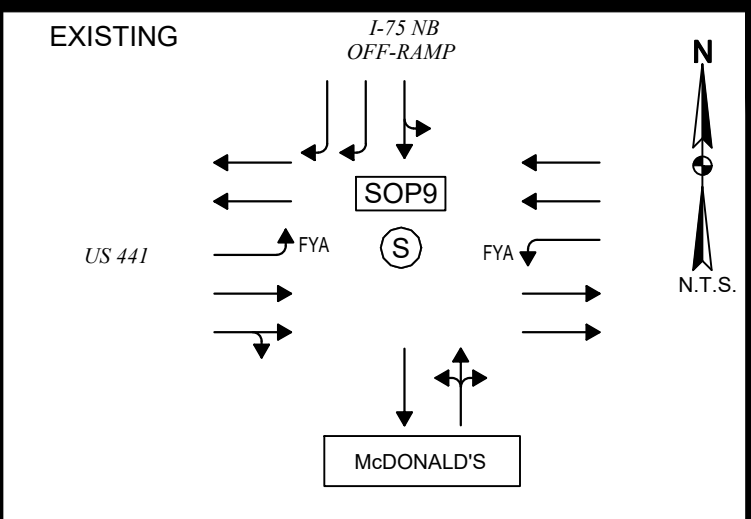 EXISTING
I-75 NB
OFF-RAMP
N
SOP9
US 441
FYA
S
FYA
N.T.S.
McDONALD'S